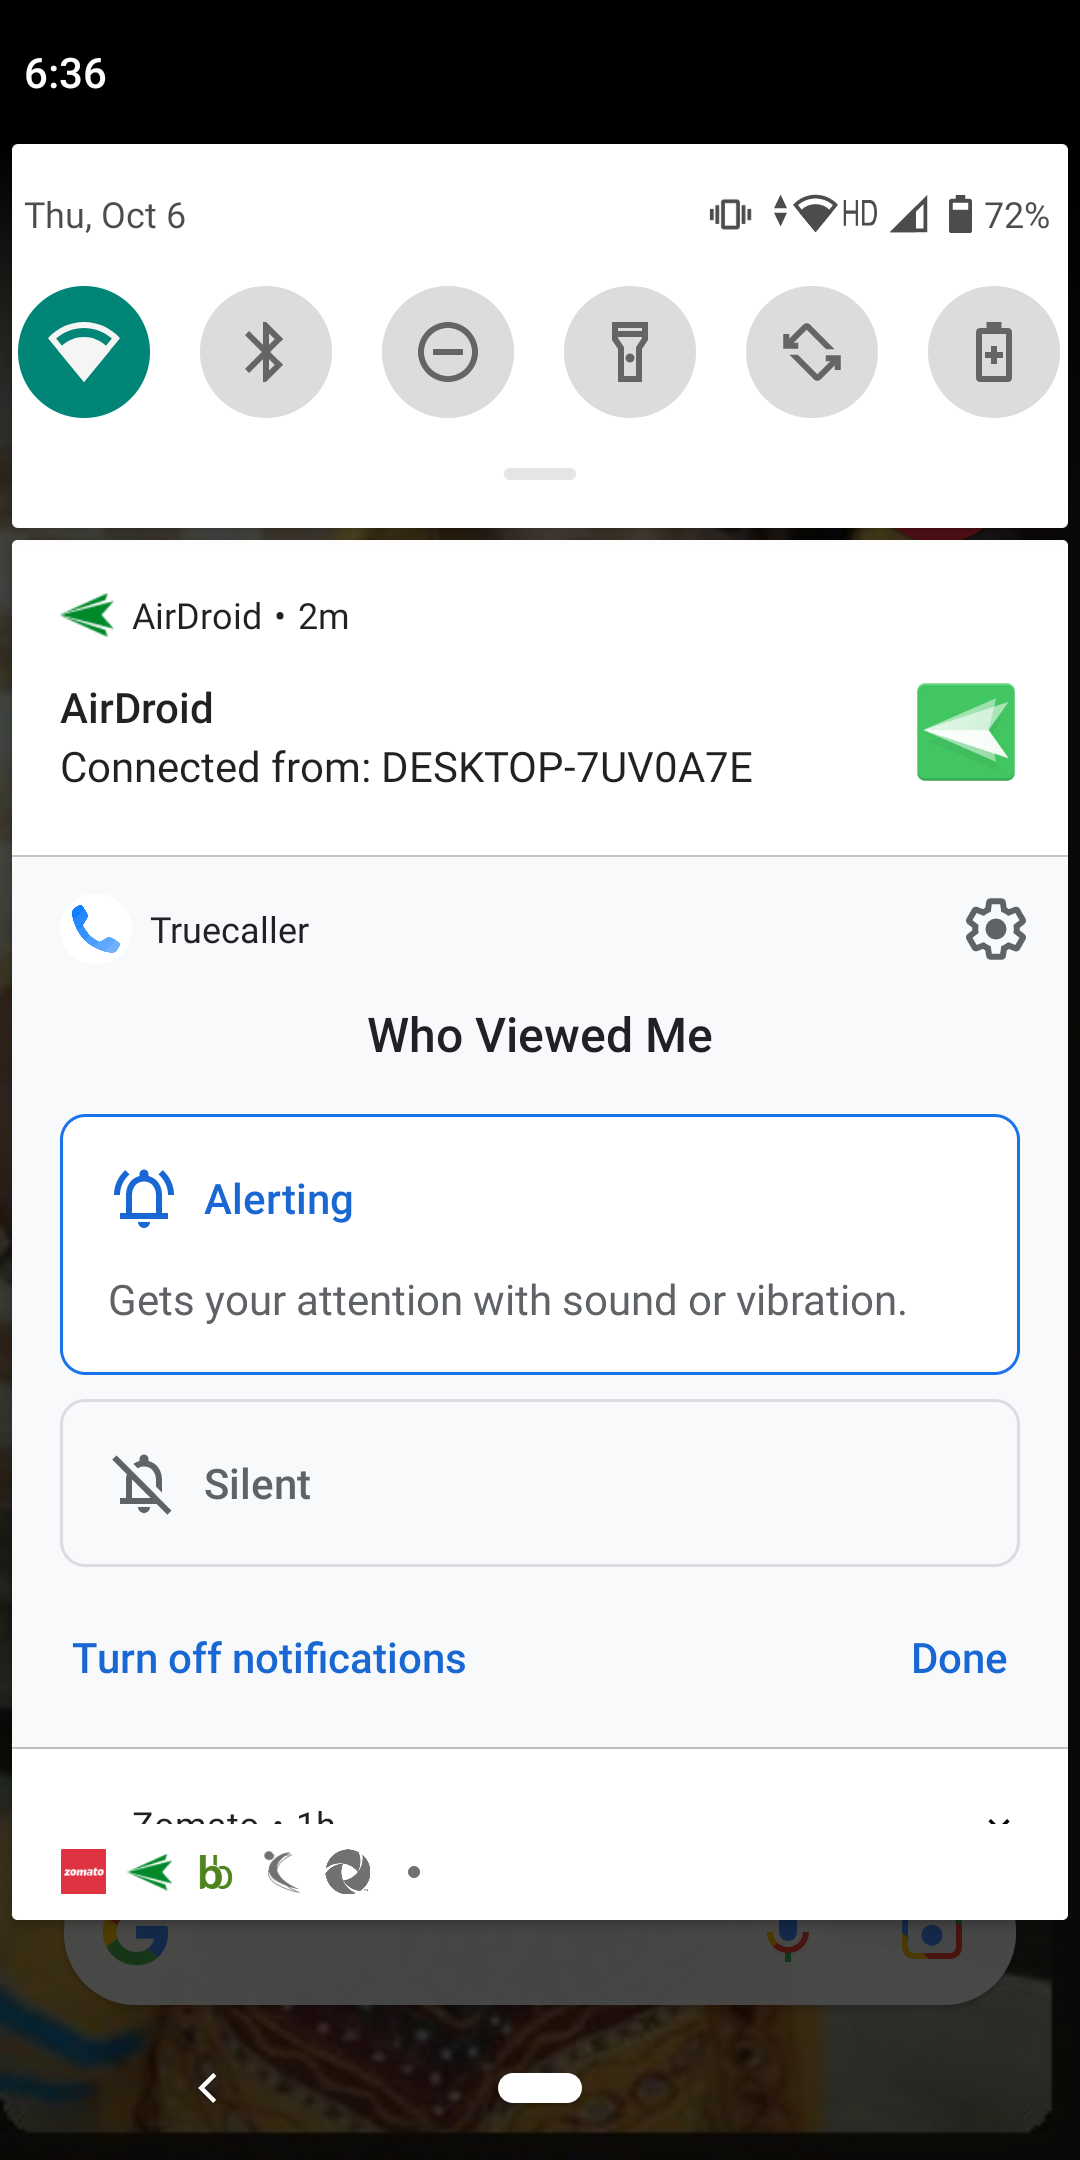 6:36
Thu, Oct 6
HD
72%
AirDroid • 2m
AirDroid
Connected from: DESKTOP-7UV0A7E
Truecaller
Who Viewed Me
Alerting
Gets your attention with sound or vibration.
Silent
Turn off notifications
Done
Zomato • 1h
zomato
bb